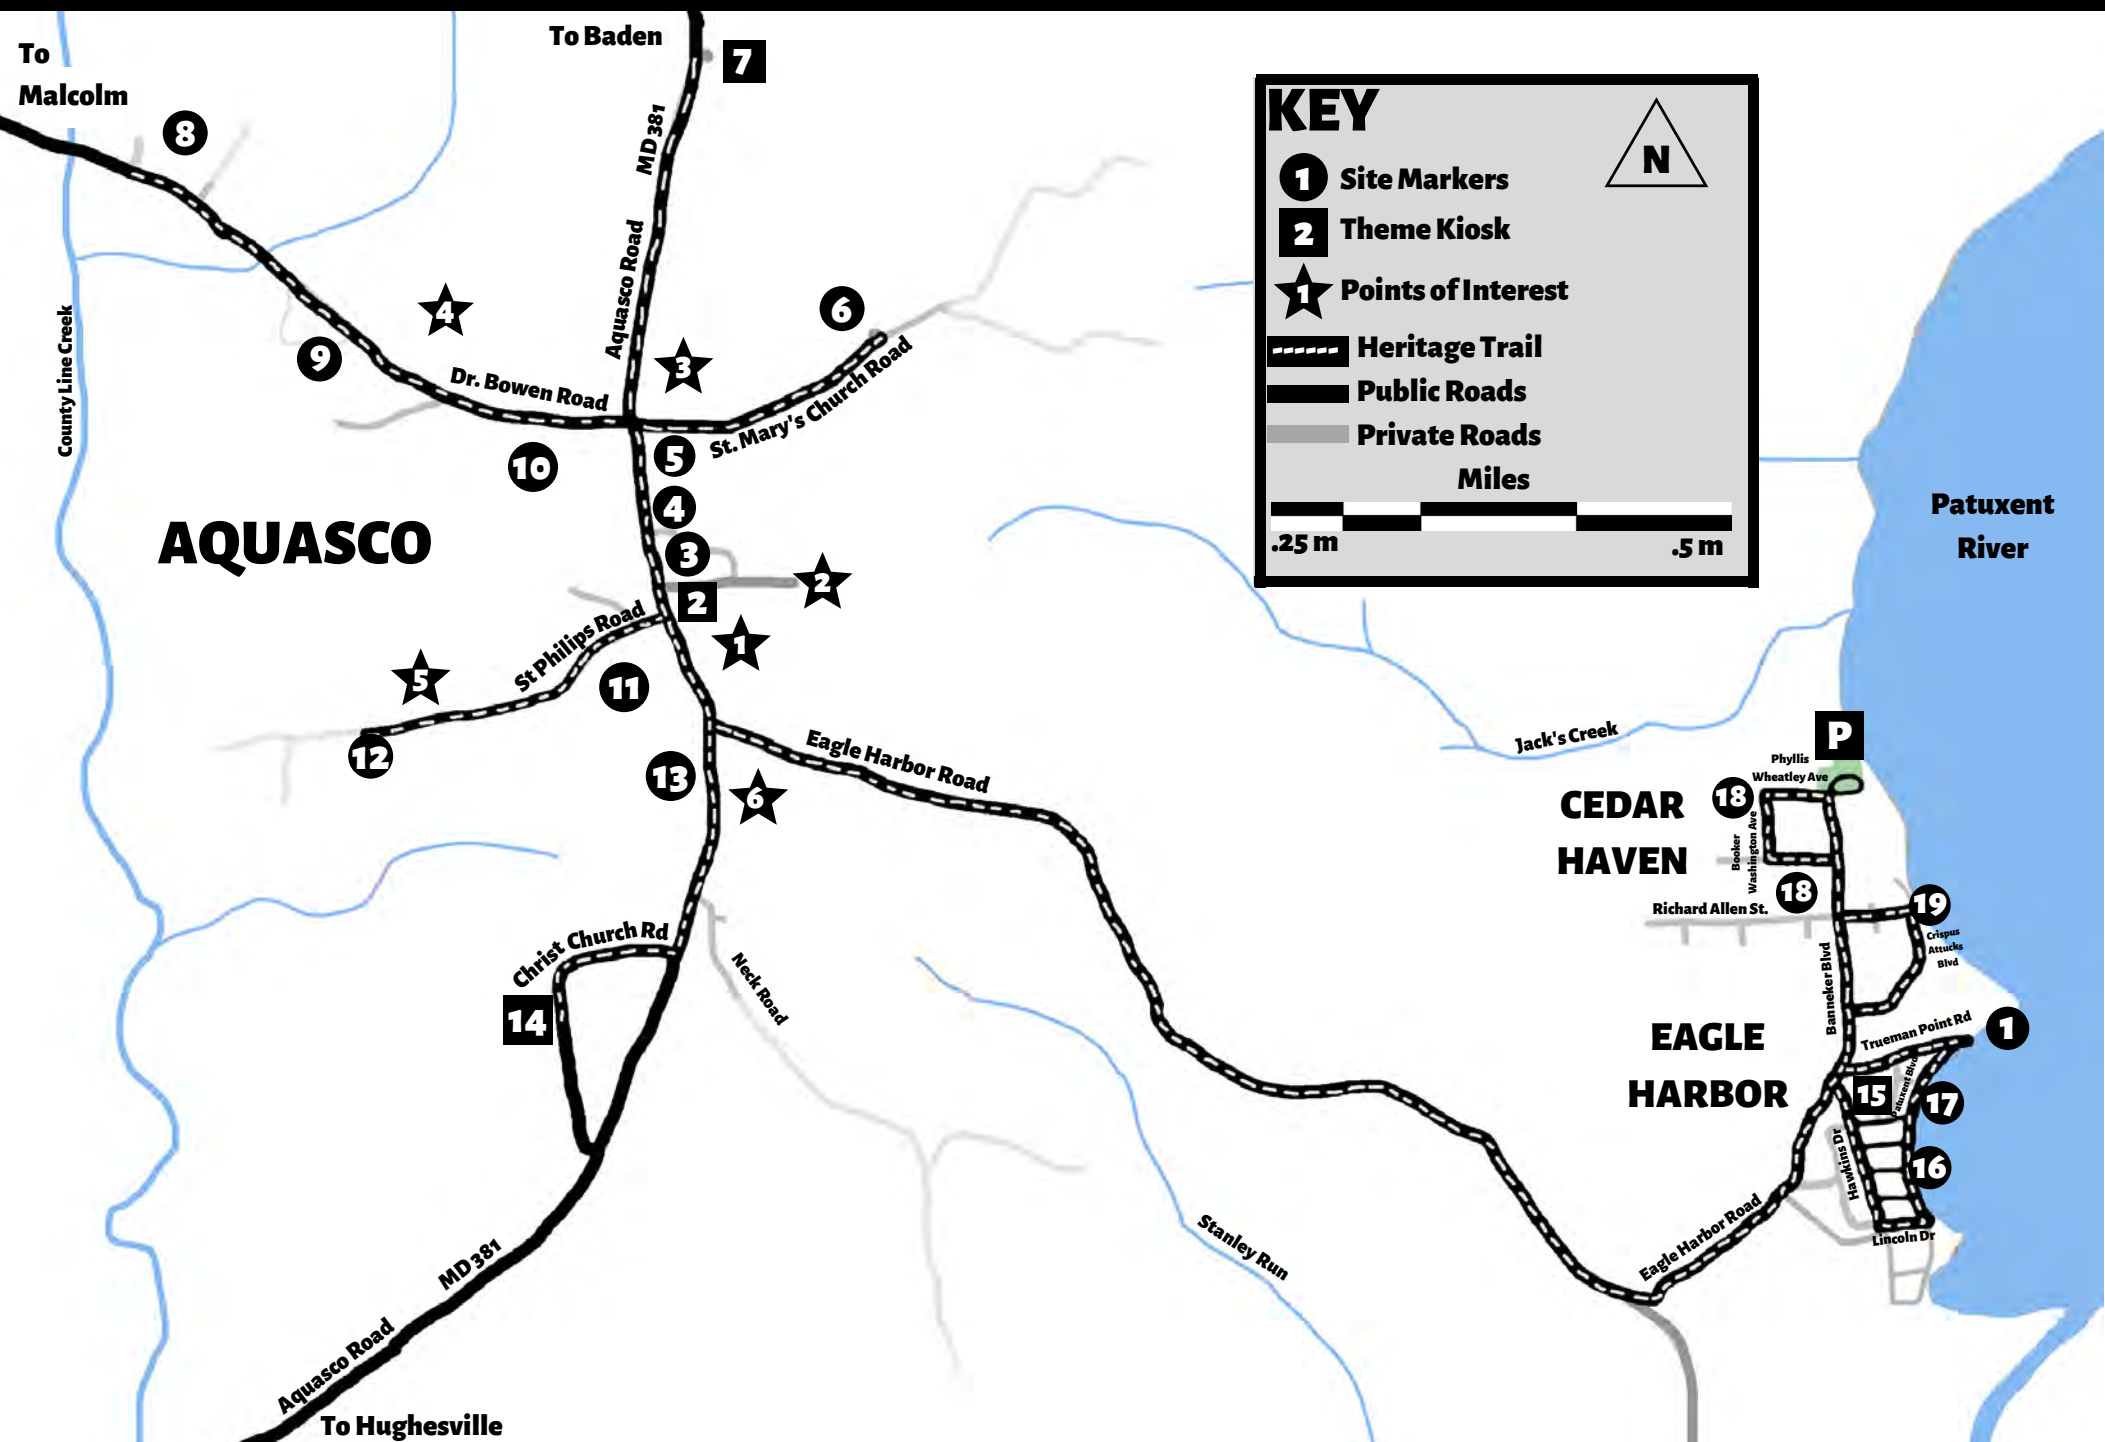 To
Malcolm
To Baden
7
8
MD 381
Aquasco Road
4
9
3
6
Dr. Bowen Road
St. Mary's Church Road
County Line Creek
10
5
4
3
2
2
AQUASCO
St Philips Road
1
5
11
12
13
6
Eagle Harbor Road
Christ Church Rd
14
Neck Road
MD 381
Aquasco Road
To Hughesville
Stanley Run
KEY
N
1 Site Markers
2 Theme Kiosk
1 Points of Interest
Heritage Trail
Public Roads
Private Roads
Miles
.25 m
.5 m
Patuxent
River
Jack's Creek
P
Phyllis
Wheatley Ave
CEDAR
HAVEN
18
Booker
Washington Ave
18
Richard Allen St.
19
Crispus
Attucks
Blvd
Banneker Blvd
EAGLE
HARBOR
Trueman Point Rd
1
15
Patuxent Blvd
17
Hawkins Dr
16
Lincoln Dr
Eagle Harbor Road